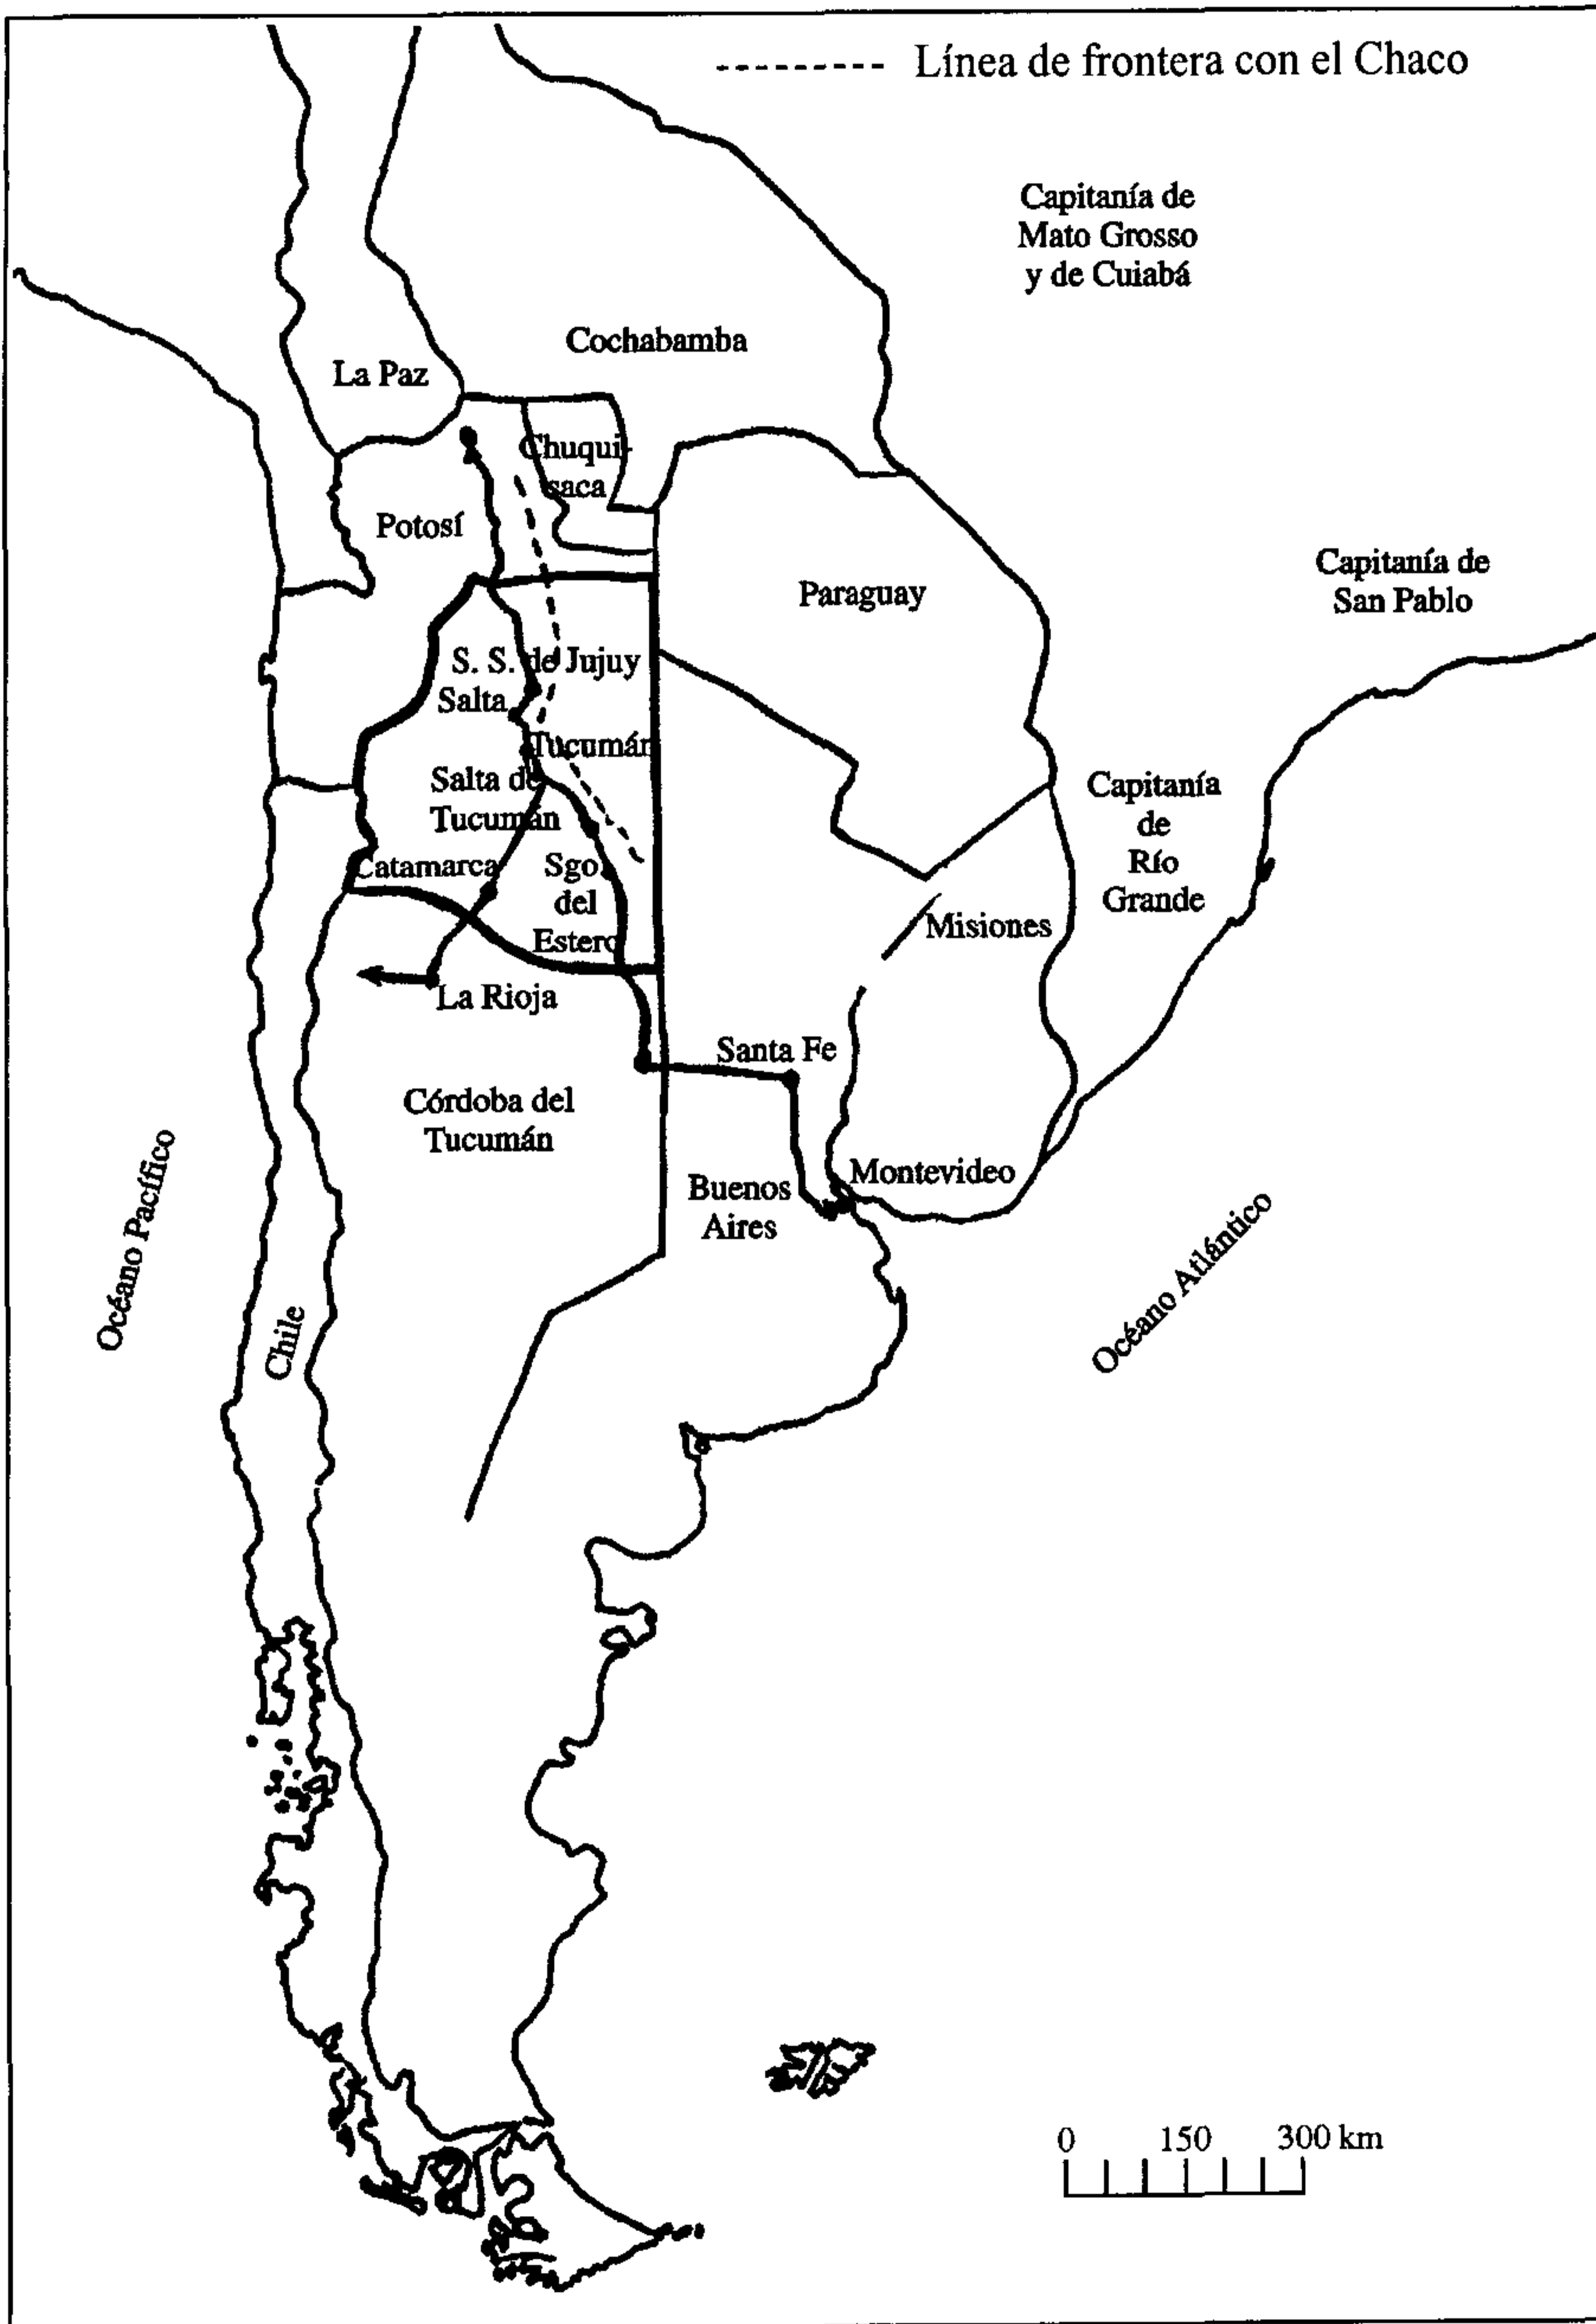 Línea de frontera con el Chaco
Capitanía de
Mato Grosso
y de Cuiabá
Cochabamba
La Paz
Chuqui-
saca
Potosí
Capitanía de
San Pablo
Paraguay
S. S. de Jujuy
Salta
Tucumán
Salta de
Tucumán
Capitanía
de
Río
Grande
Catamarca
Sgo
del
Estero
Misiones
La Rioja
Santa Fe
Córdoba del
Tucumán
Montevideo
Buenos
Aires
Océano Pacífico
Océano Atlántico
Chile
0 150 300 km